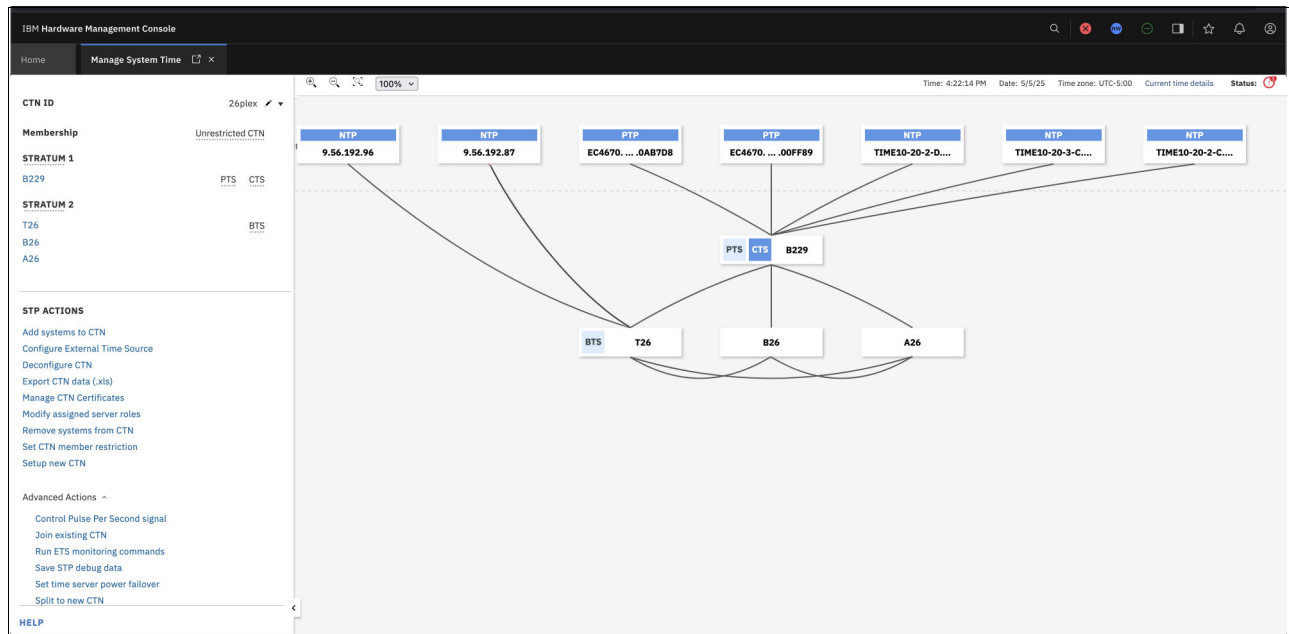 IBM Hardware Management Console
HW
Home
Manage System Time
CTN ID 26plex
Membership Unrestricted CTN
STRATUM 1
B229 PTS CTS
STRATUM 2
T26 BTS
B26
A26
STP ACTIONS
Add systems to CTN
Configure External Time Source
Deconfigure CTN
Export CTN data (.xls)
Manage CTN Certificates
Modify assigned server roles
Remove systems from CTN
Set CTN member restriction
Setup new CTN
Advanced Actions
Control Pulse Per Second signal
Join existing CTN
Run ETS monitoring commands
Save STP debug data
Set time server power failover
Split to new CTN
HELP
100%
Time: 4:22:14 PM Date: 5/5/25 Time zone: UTC-5:00 Current time details Status:
NTP NTP PTP PTP NTP NTP NTP
9.56.192.96 9.56.192.87 EC4670. ... .0AB7D8 EC4670. ... .00FF89 TIME10-20-2-D.... TIME10-20-3-C.... TIME10-20-2-C....
PTS CTS B229
BTS T26 B26 A26